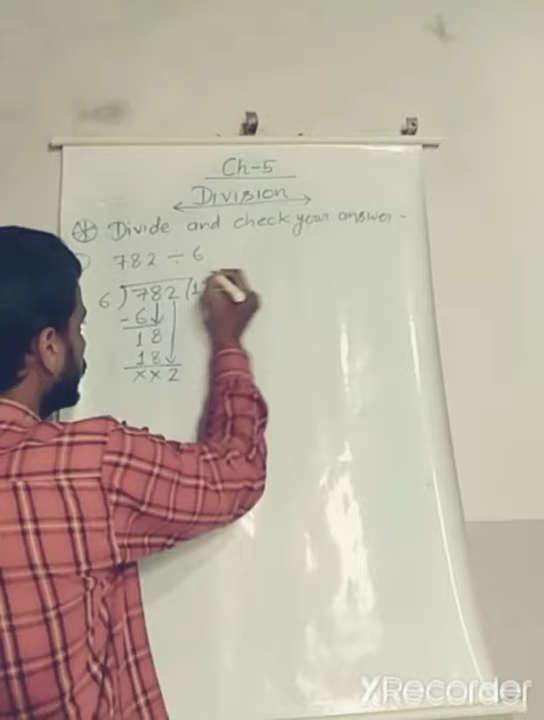 Ch-5
Division
Divide and check your answer -
782 ÷ 6
6 ) 782 ( 1
-6
18
18
x x 2
XRecorder